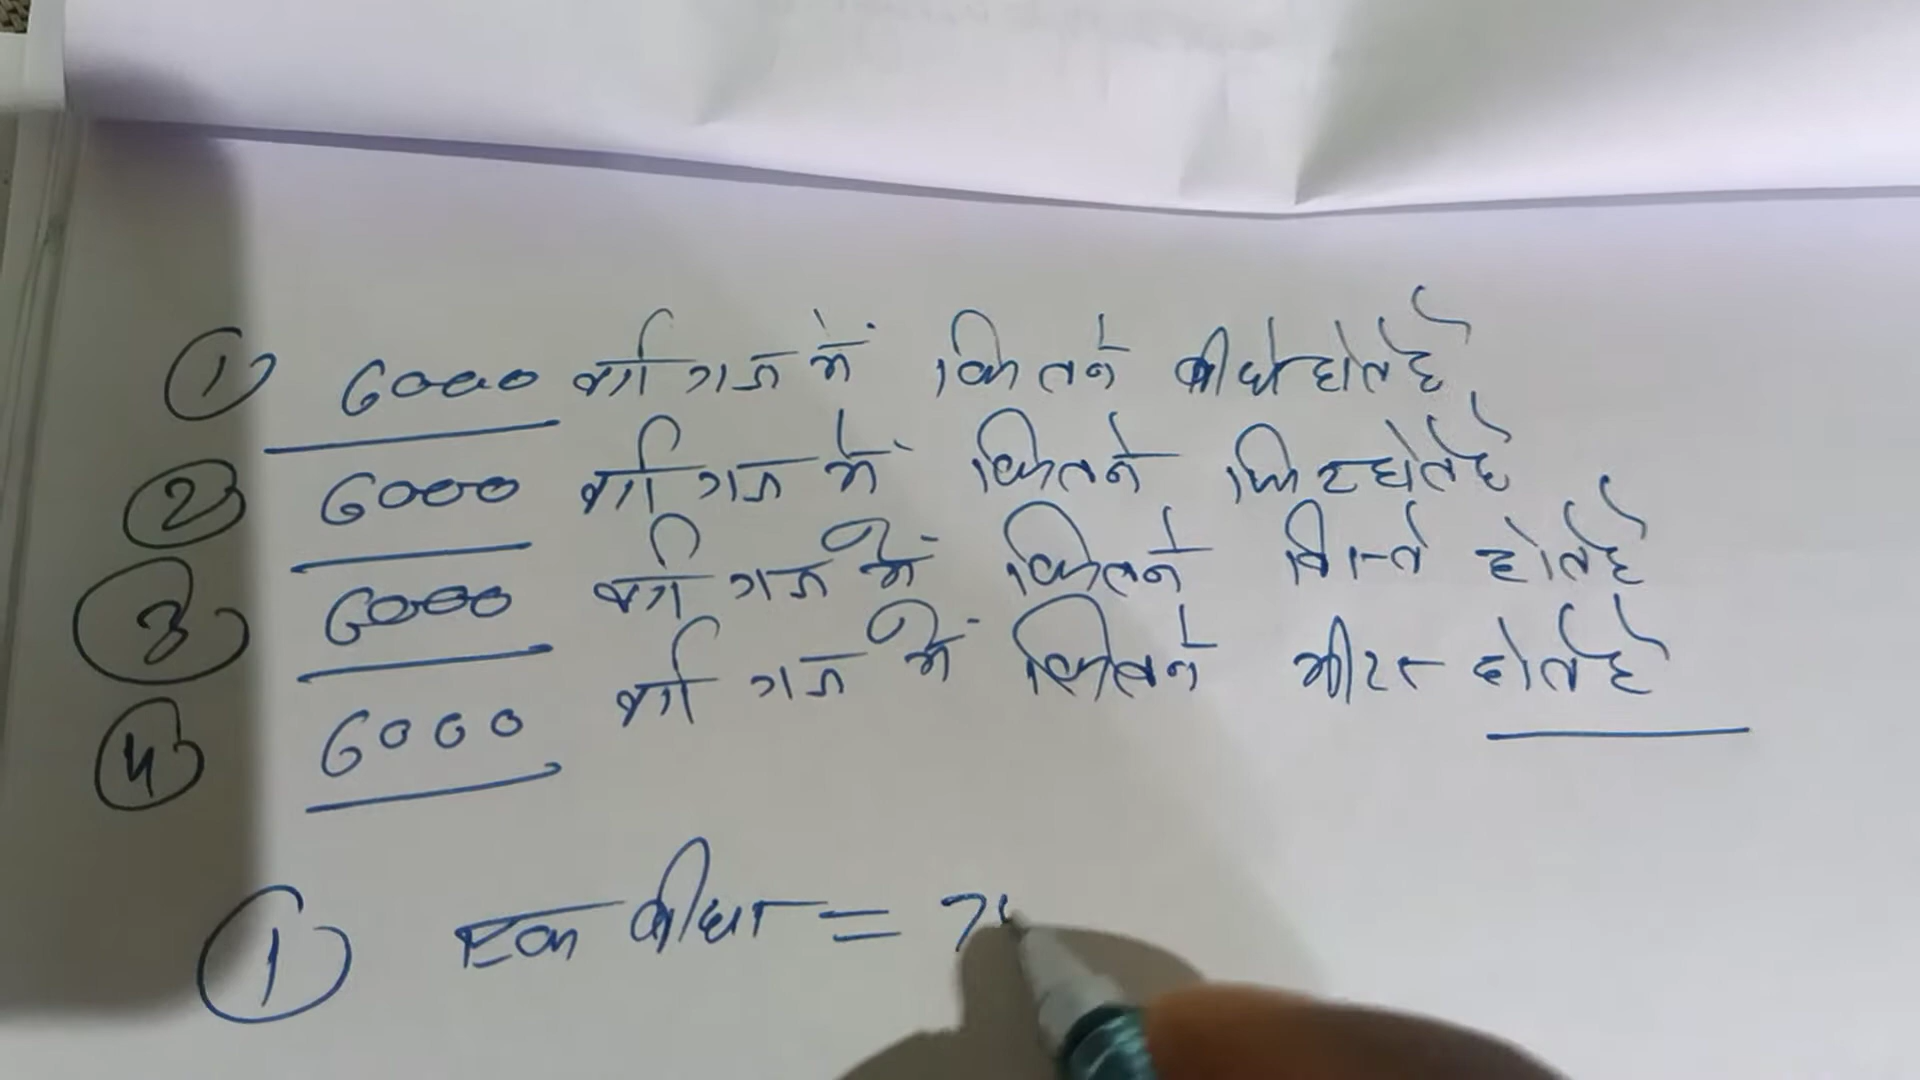 ① 6000 वर्ग गज में कितने बीघे होते हैं
② 6000 वर्ग गज में कितने फिट होते हैं
③ 6000 वर्ग गज में कितने होते हैं
④ 6000 वर्ग गज में कितने मीटर होते हैं
① एक बीघा = 7